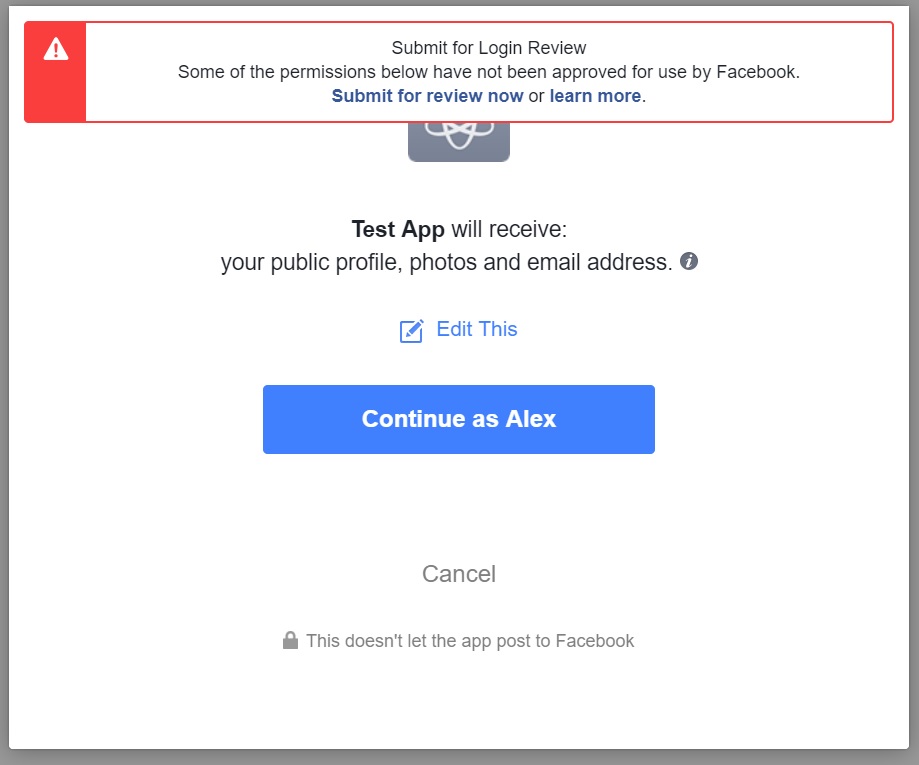 Submit for Login Review
Some of the permissions below have not been approved for use by Facebook.
Submit for review now or learn more.
Test App will receive:
your public profile, photos and email address.
Edit This
Continue as Alex
Cancel
This doesn't let the app post to Facebook